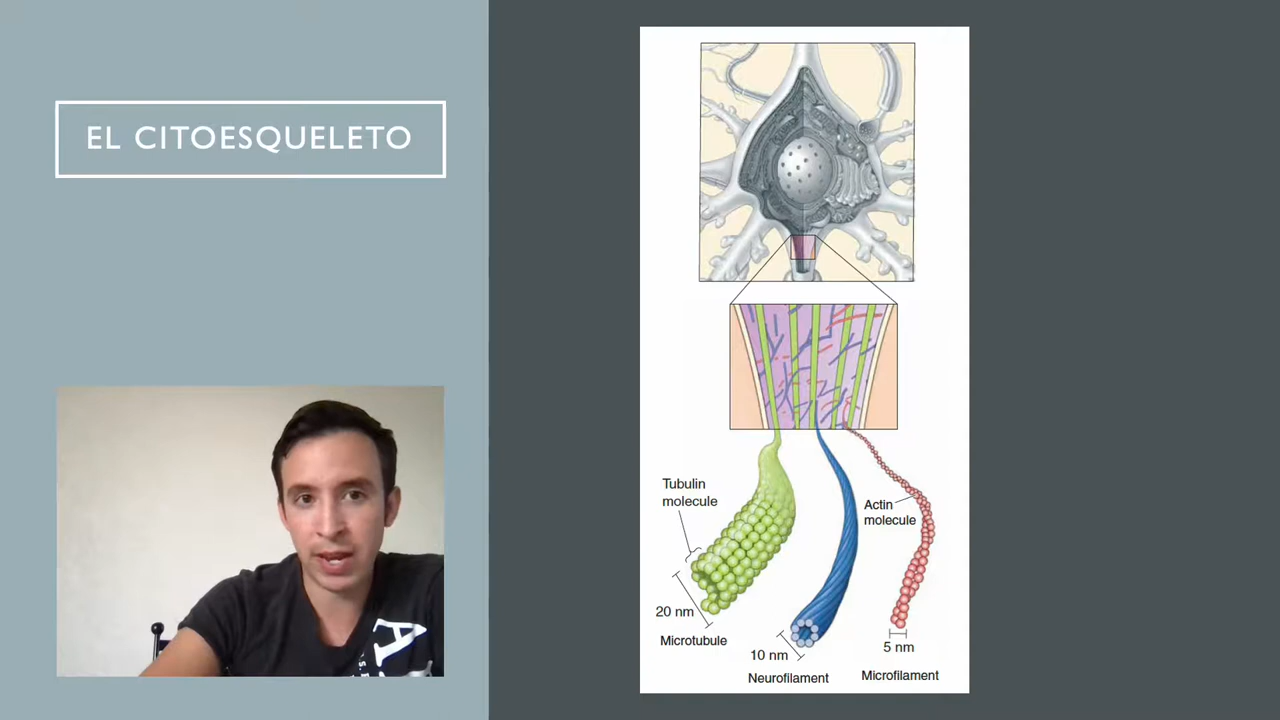 EL CITOESQUELETO
Tubulin
molecule
Actin
molecule
20 nm
Microtubule
10 nm
Neurofilament
5 nm
Microfilament